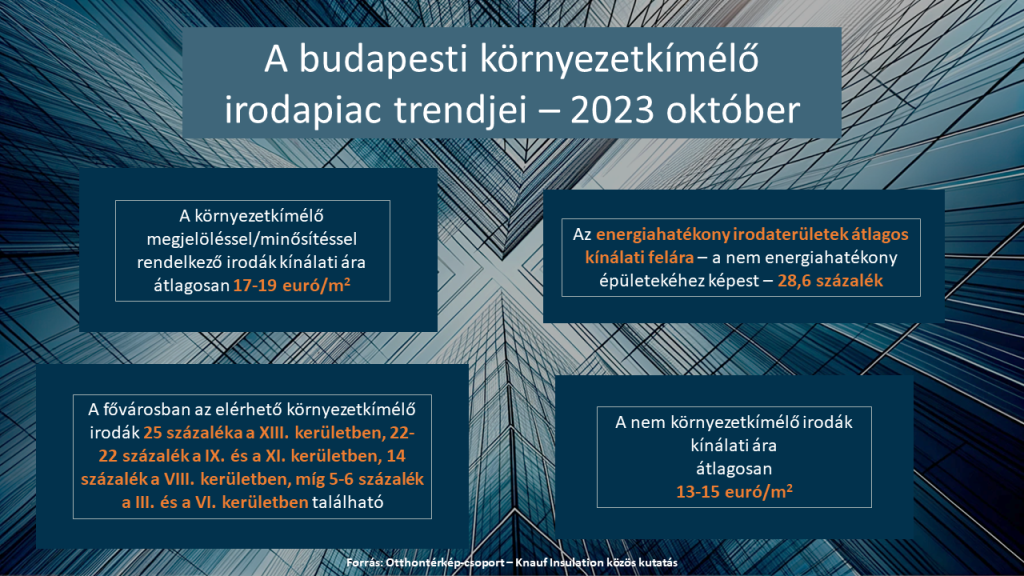 A budapesti környezetkímélő
irodapiac trendjei – 2023 október
A környezetkímélő
megjelöléssel/minősítéssel
rendelkező irodák kínálati ára
átlagosan 17-19 euró/m²
Az energiahatékony irodaterületek átlagos
kínálati felára – a nem energiahatékony
épületekéhez képest – 28,6 százalék
A fővárosban az elérhető környezetkímélő
irodák 25 százaléka a XIII. kerületben, 22-
22 százalék a IX. és a XI. kerületben, 14
százalék a VIII. kerületben, míg 5-6 százalék
a III. és a VI. kerületben található
A nem környezetkímélő irodák
kínálati ára
átlagosan
13-15 euró/m²
Forrás: Otthontérkép-csoport – Knauf Insulation közös kutatás